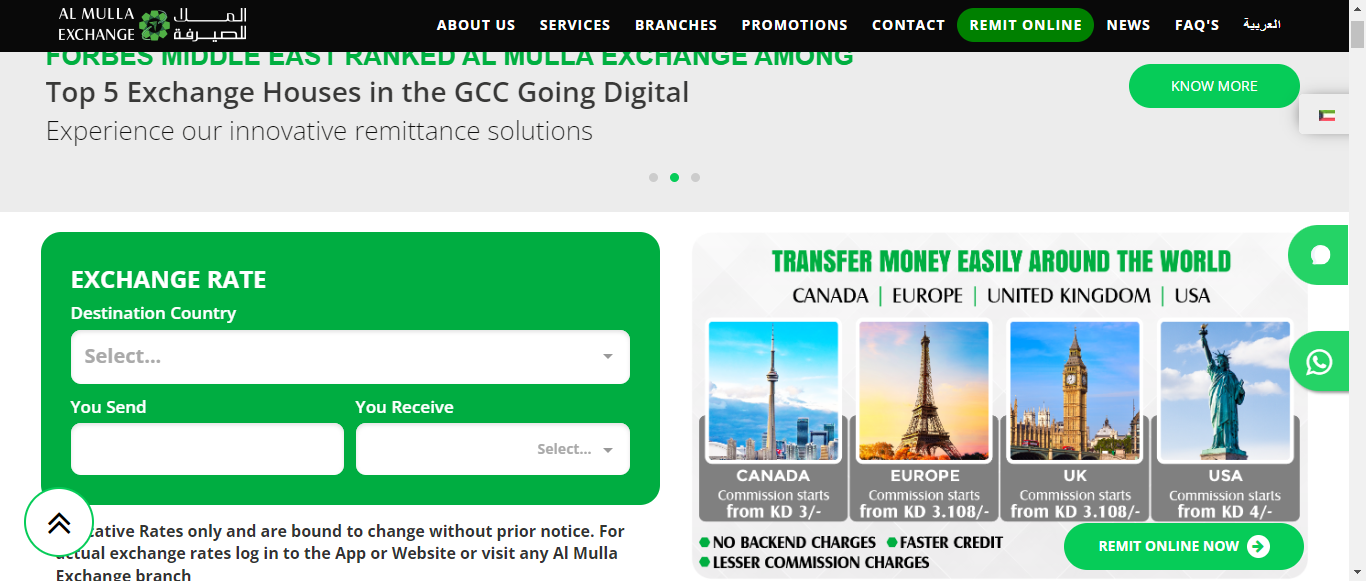 AL MULLA
EXCHANGE
الملا
للصيرفة
ABOUT US SERVICES BRANCHES PROMOTIONS CONTACT REMIT ONLINE NEWS FAQ'S العربية
FORBES MIDDLE EAST RANKED AL MULLA EXCHANGE AMONG
Top 5 Exchange Houses in the GCC Going Digital
Experience our innovative remittance solutions
KNOW MORE
EXCHANGE RATE
Destination Country
Select...
You Send You Receive
Select...
ative Rates only and are bound to change without prior notice. For
actual exchange rates log in to the App or Website or visit any Al Mulla
Exchange branch
TRANSFER MONEY EASILY AROUND THE WORLD
CANADA | EUROPE | UNITED KINGDOM | USA
CANADA EUROPE UK USA
Commission starts Commission starts Commission starts Commission starts
from KD 3/- from KD 3.108/- from KD 3.108/- from KD 4/-
NO BACKEND CHARGES FASTER CREDIT
LESSER COMMISSION CHARGES
REMIT ONLINE NOW